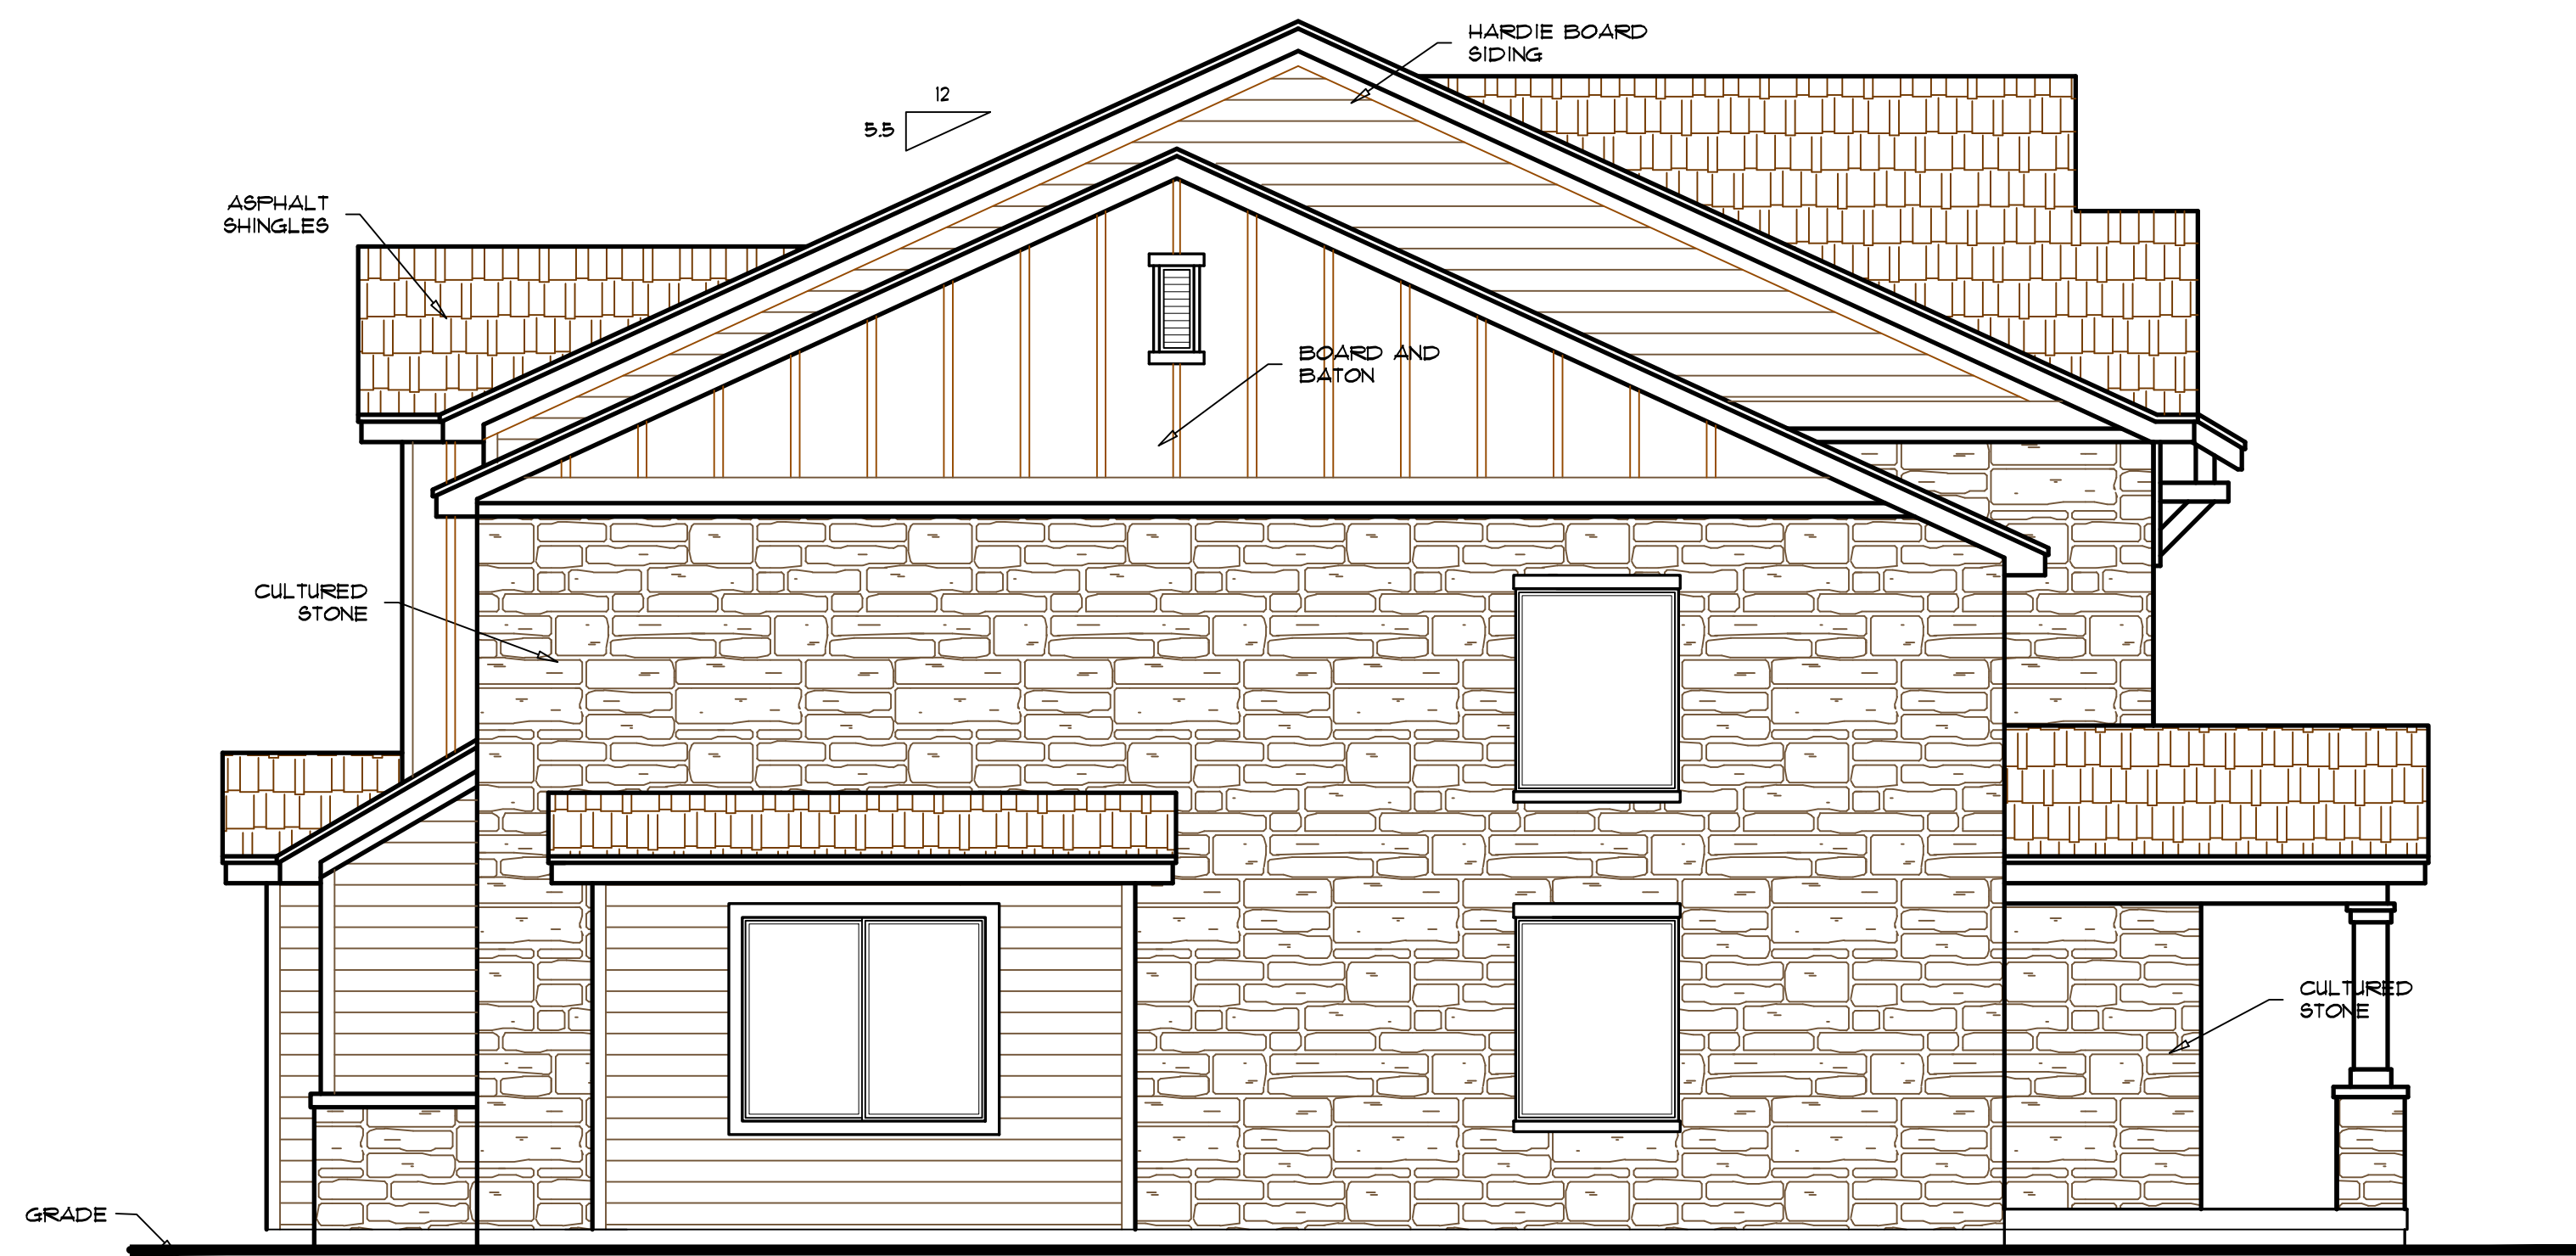 HARDIE BOARD
SIDING
12
5.5
ASPHALT
SHINGLES
BOARD AND
BATON
CULTURED
STONE
CULTURED
STONE
GRADE